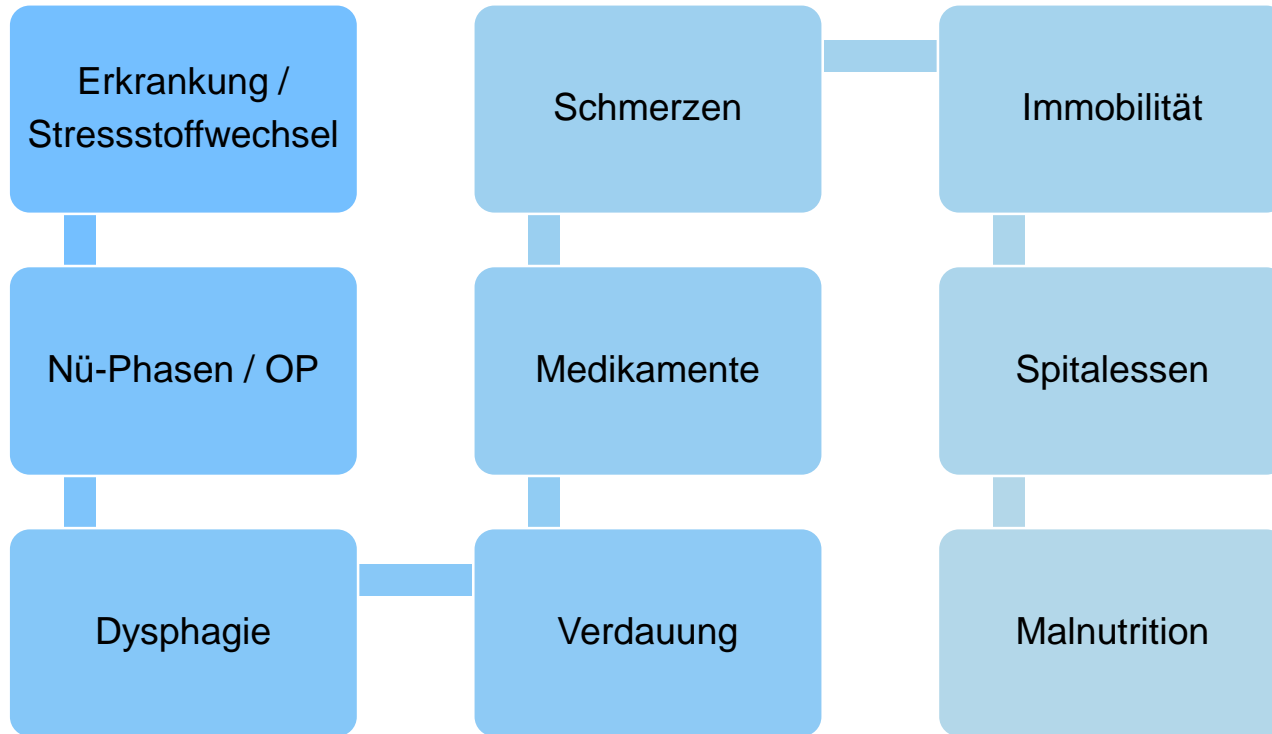 Erkrankung /
Stressstoffwechsel
Nü-Phasen / OP
Dysphagie
Verdauung
Medikamente
Schmerzen
Immobilität
Spitalessen
Malnutrition